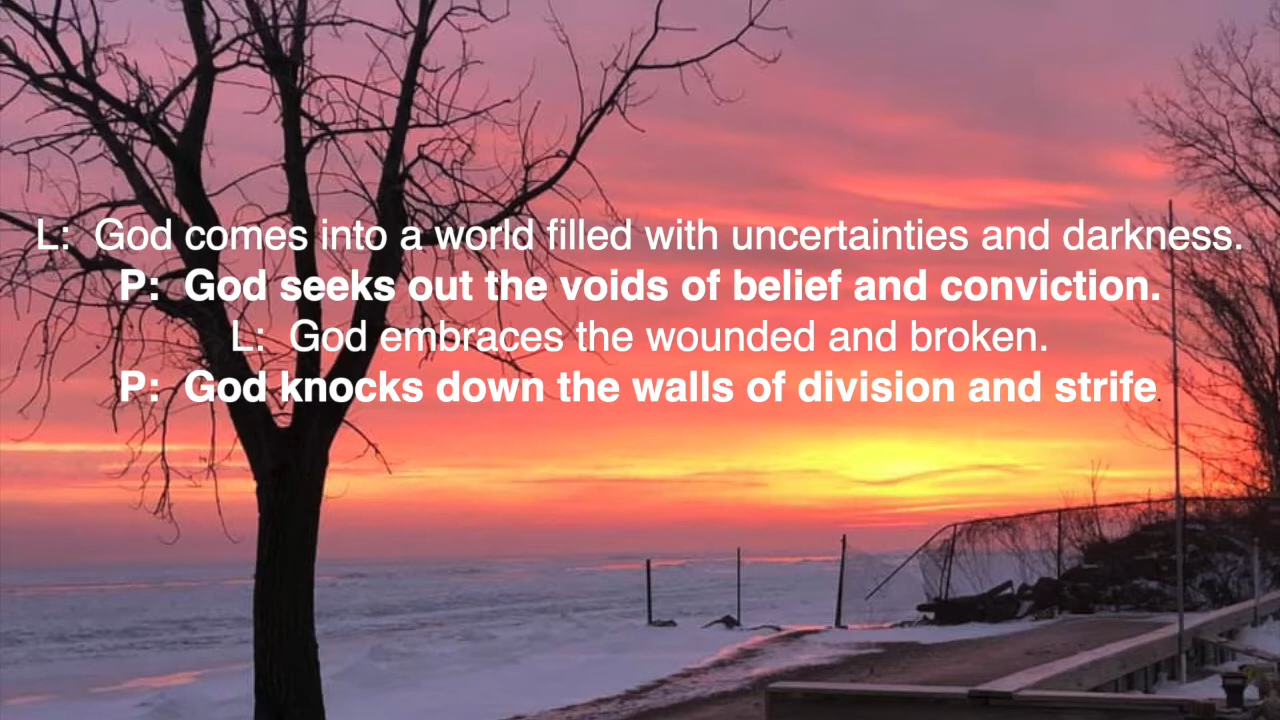 L:  God comes into a world filled with uncertainties and darkness.
P:  God seeks out the voids of belief and conviction.
L:  God embraces the wounded and broken.
P:  God knocks down the walls of division and strife.